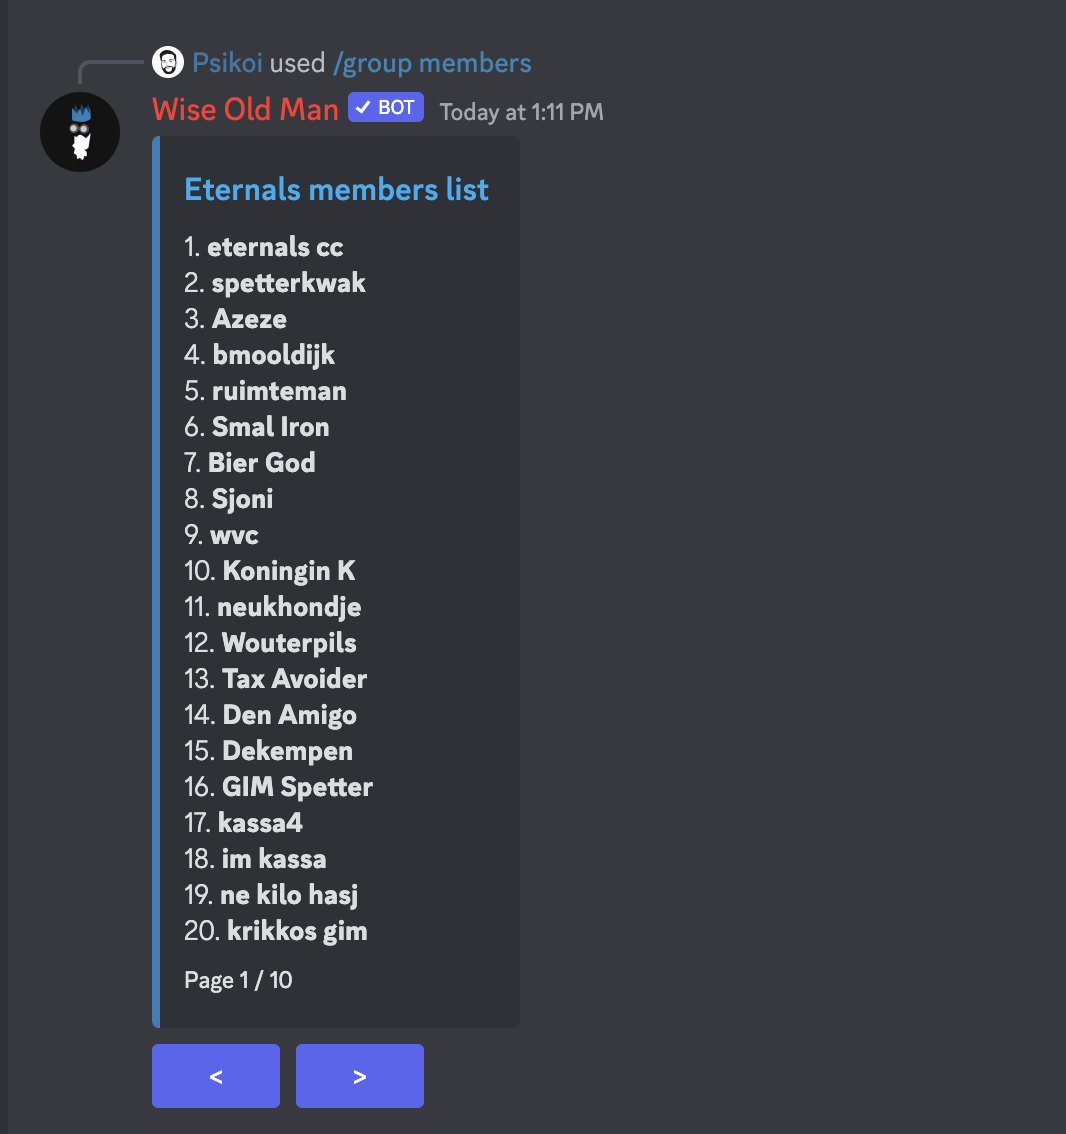 Psikoi used /group members
Wise Old Man ✓ BOT Today at 1:11 PM
Eternals members list
1. eternals cc
2. spetterkwak
3. Azeze
4. bmooldijk
5. ruimteman
6. Smal Iron
7. Bier God
8. Sjoni
9. wvc
10. Koningin K
11. neukhondje
12. Wouterpils
13. Tax Avoider
14. Den Amigo
15. Dekempen
16. GIM Spetter
17. kassa4
18. im kassa
19. ne kilo hasj
20. krikkos gim
Page 1 / 10
< >